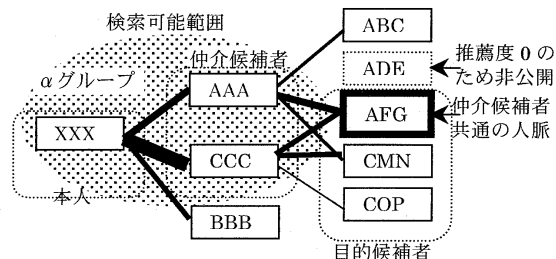 検索可能範囲
αグループ
仲介候補者
XXX
本人
AAA
CCC
BBB
ABC
ADE
AFG
CMN
COP
目的候補者
推薦度0の
ため非公開
仲介候補者
共通の人脈